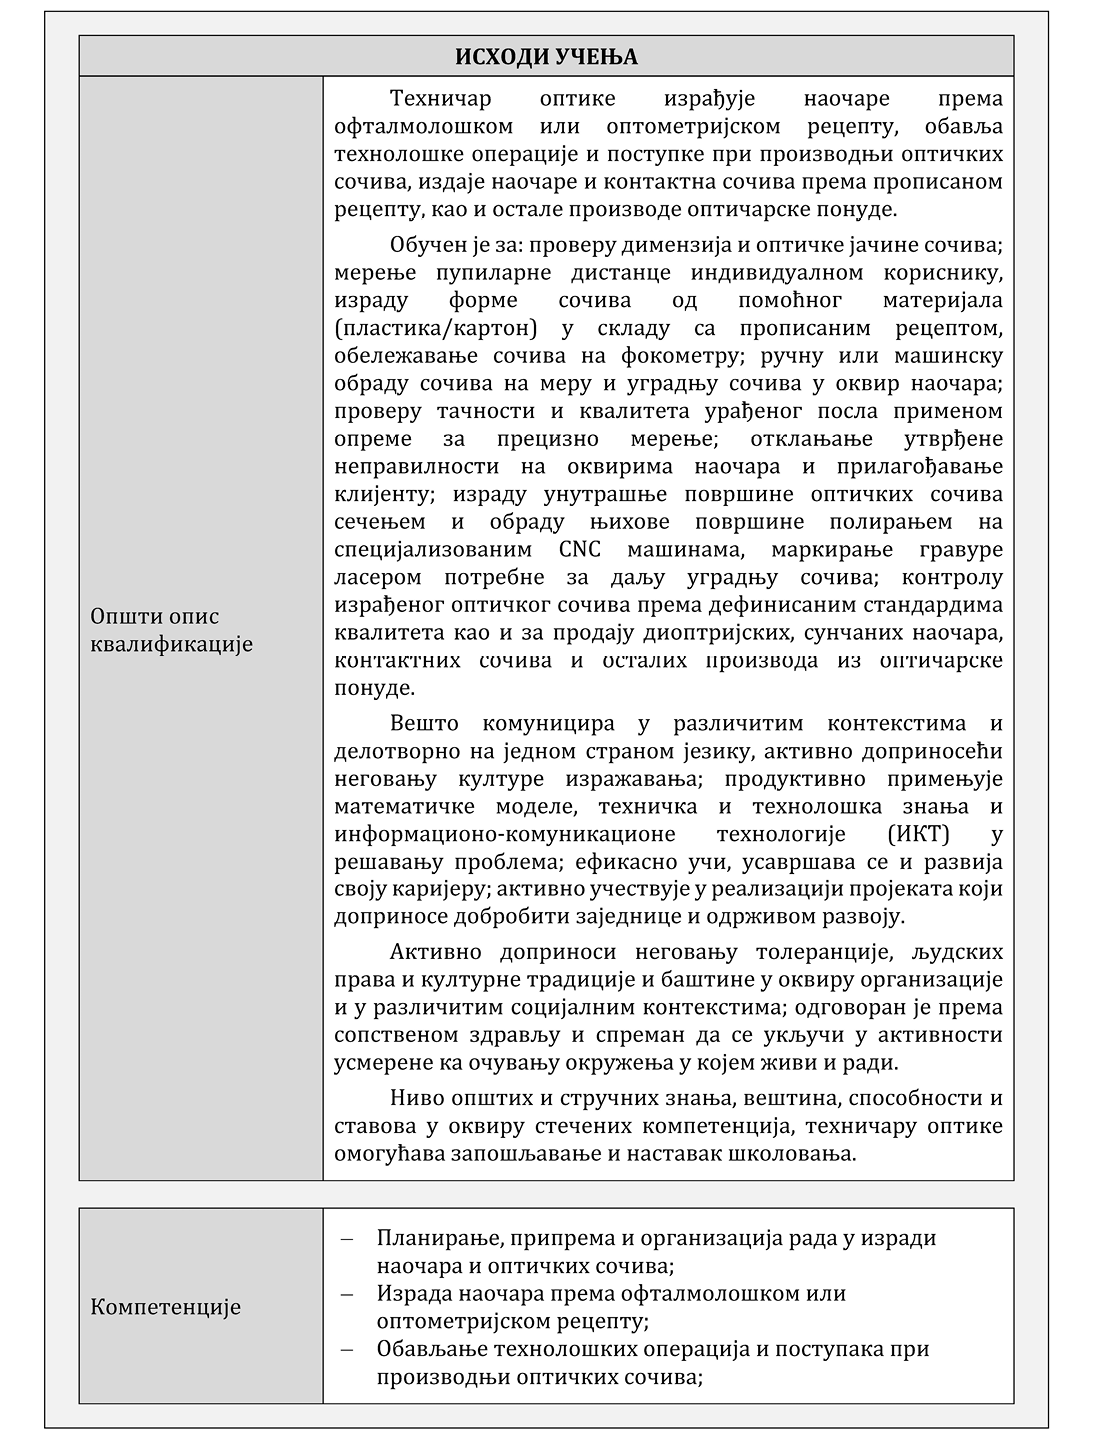 ИСХОДИ УЧЕЊА
Општи опис
квалификације
Техничар оптике израђује наочаре према
офталмолошком или оптометријском рецепту, обавља
технолошке операције и поступке при производњи оптичких
сочива, издаје наочаре и контактна сочива према прописаном
рецепту, као и остале производе оптичарске понуде.
Обучен је за: проверу димензија и оптичке јачине сочива;
мерење пупиларне дистанце индивидуалном кориснику,
израду форме сочива од помоћног материјала
(пластика/картон) у складу са прописаним рецептом,
обележавање сочива на фокометру; ручну или машинску
обраду сочива на меру и уградњу сочива у оквир наочара;
проверу тачности и квалитета урађеног посла применом
опреме за прецизно мерење; отклањање утврђене
неправилности на оквирима наочара и прилагођавање
клијенту; израду унутрашње површине оптичких сочива
сечењем и обраду њихове површине полирањем на
специјализованим CNC машинама, маркирање гравуре
ласером потребне за даљу уградњу сочива; контролу
израђеног оптичког сочива према дефинисаним стандардима
квалитета као и за продају диоптријских, сунчаних наочара,
контактних сочива и осталих производа из оптичарске
понуде.
Вешто комуницира у различитим контекстима и
делотворно на једном страном језику, активно доприносећи
неговању културе изражавања; продуктивно примењује
математичке моделе, техничка и технолошка знања и
информационо-комуникационе технологије (ИКТ) у
решавању проблема; ефикасно учи, усавршава се и развија
своју каријеру; активно учествује у реализацији пројеката који
доприносе добробити заједнице и одрживом развоју.
Активно доприноси неговању толеранције, људских
права и културне традиције и баштине у оквиру организације
и у различитим социјалним контекстима; одговоран је према
сопственом здрављу и спреман да се укључи у активности
усмерене ка очувању окружења у којем живи и ради.
Ниво општих и стручних знања, вештина, способности и
ставова у оквиру стечених компетенција, техничару оптике
омогућава запошљавање и наставак школовања.
Компетенције
– Планирање, припрема и организација рада у изради
наочара и оптичких сочива;
– Израда наочара према офталмолошком или
оптометријском рецепту;
– Обављање технолошких операција и поступака при
производњи оптичких сочива;